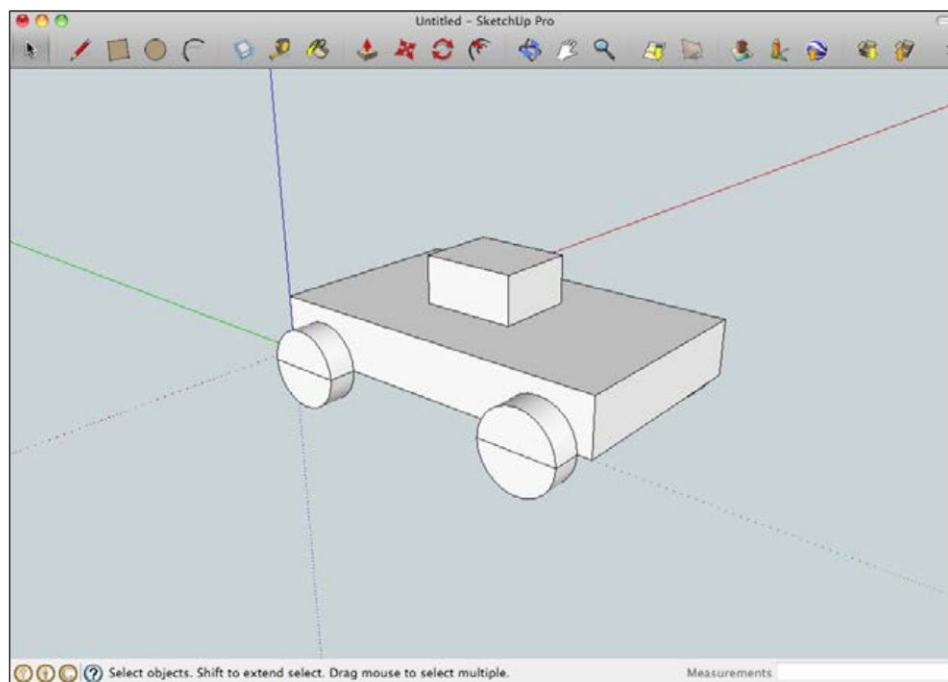 Untitled - SketchUp Pro
Select objects. Shift to extend select. Drag mouse to select multiple.
Measurements